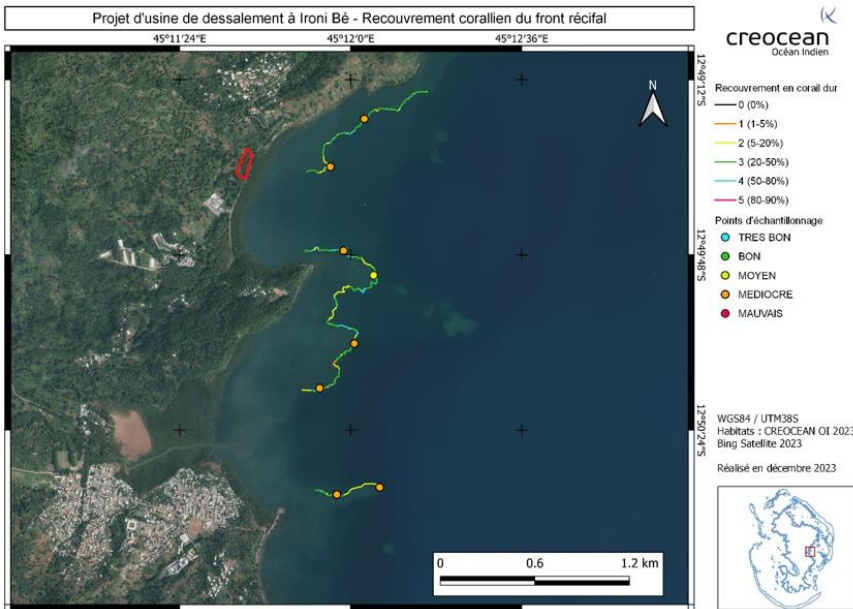 Projet d'usine de dessalement à Ironi Bé - Recouvrement corallien du front récifal
creocean
Océan Indien
45°11'24"E
45°12'0"E
45°12'36"E
12°49'12"S
12°49'48"S
12°50'24"S
N
Recouvrement en corail dur
0 (0%)
1 (1-5%)
2 (5-20%)
3 (20-50%)
4 (50-80%)
5 (80-90%)
Points d'échantillonnage
TRES BON
BON
MOYEN
MEDIOCRE
MAUVAIS
WGS84 / UTM38S
Habitats : CREOCEAN OI 2023
Bing Satellite 2023
Réalisé en décembre 2023
0
0.6
1.2 km